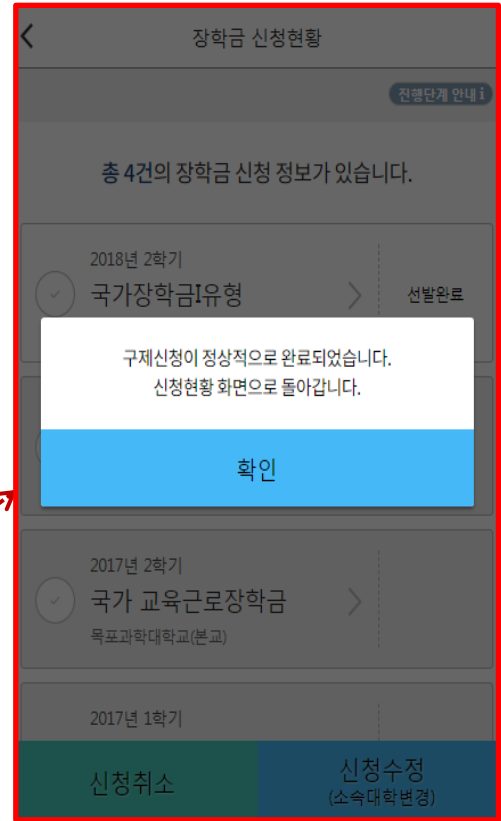 장학금 신청현황
진행단계 안내 i
총 4건의 장학금 신청 정보가 있습니다.
2018년 2학기
국가장학금I유형
선발완료
구제신청이 정상적으로 완료되었습니다.
신청현황 화면으로 돌아갑니다.
확인
2017년 2학기
국가 교육근로장학금
목포과학대학교(본교)
2017년 1학기
신청취소
신청수정
(소속대학변경)